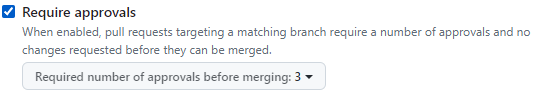 Require approvals
When enabled, pull requests targeting a matching branch require a number of approvals and no
changes requested before they can be merged.
Required number of approvals before merging: 3